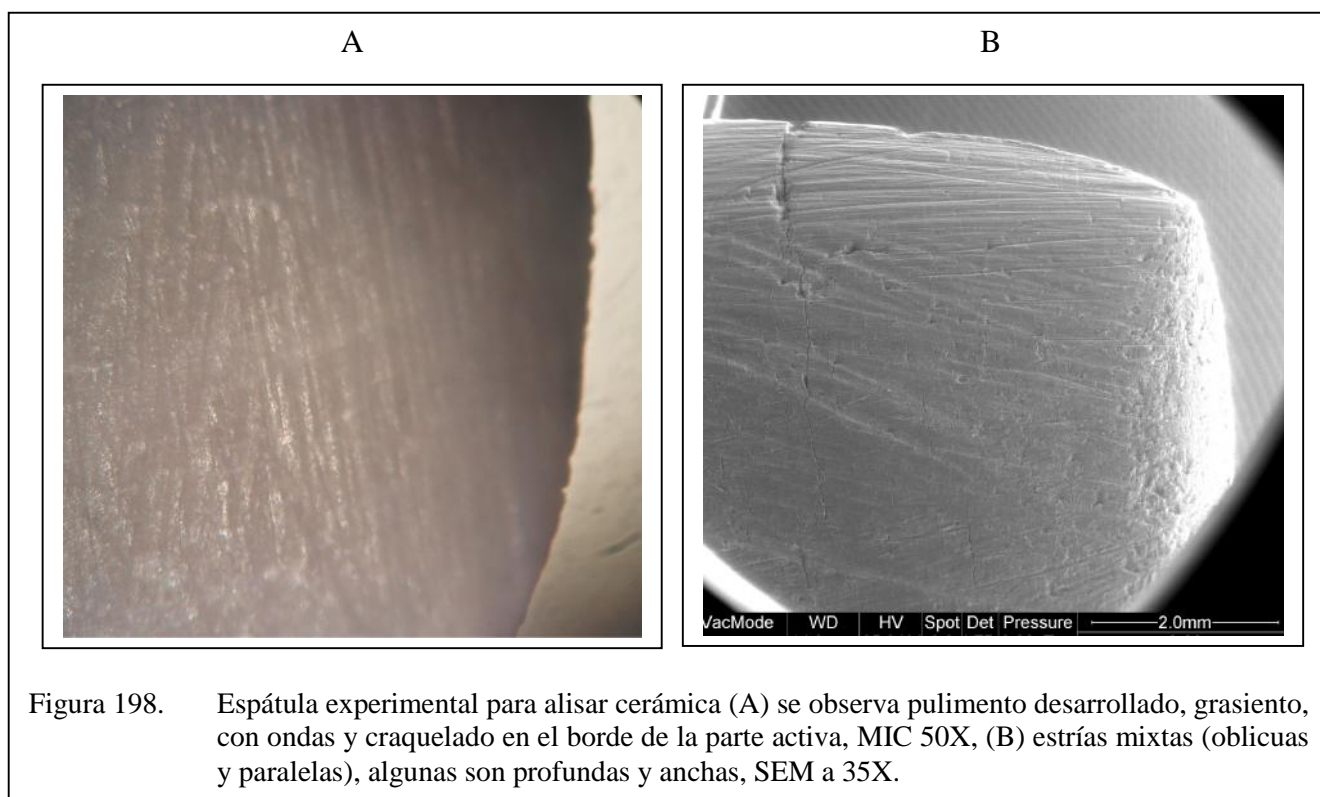 A
B
VacMode WD HV Spot Det Pressure 2.0mm
Figura 198. Espátula experimental para alisar cerámica (A) se observa pulimento desarrollado, grasiento,
con ondas y craquelado en el borde de la parte activa, MIC 50X, (B) estrías mixtas (oblicuas
y paralelas), algunas son profundas y anchas, SEM a 35X.